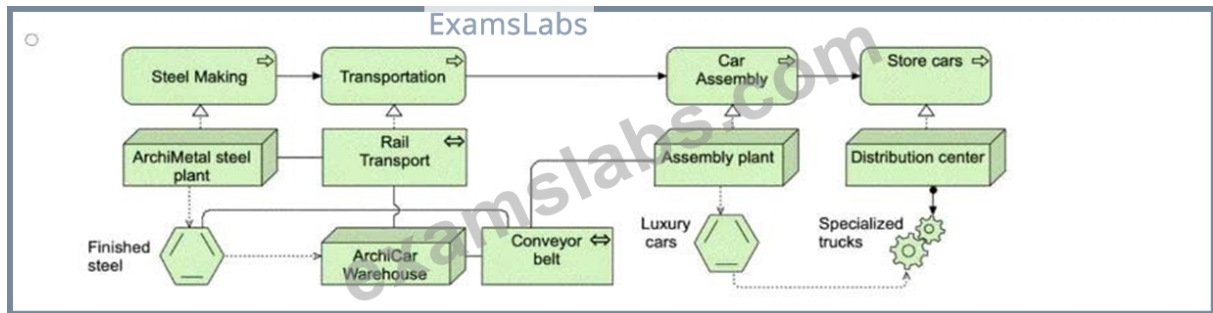 ExamsLabs
Steel Making
Transportation
Car
Assembly
Store cars
ArchiMetal steel
plant
Rail
Transport
Assembly plant
Distribution center
Finished
steel
ArchiCar
Warehouse
Conveyor
belt
Luxury
cars
Specialized
trucks
examslabs.com